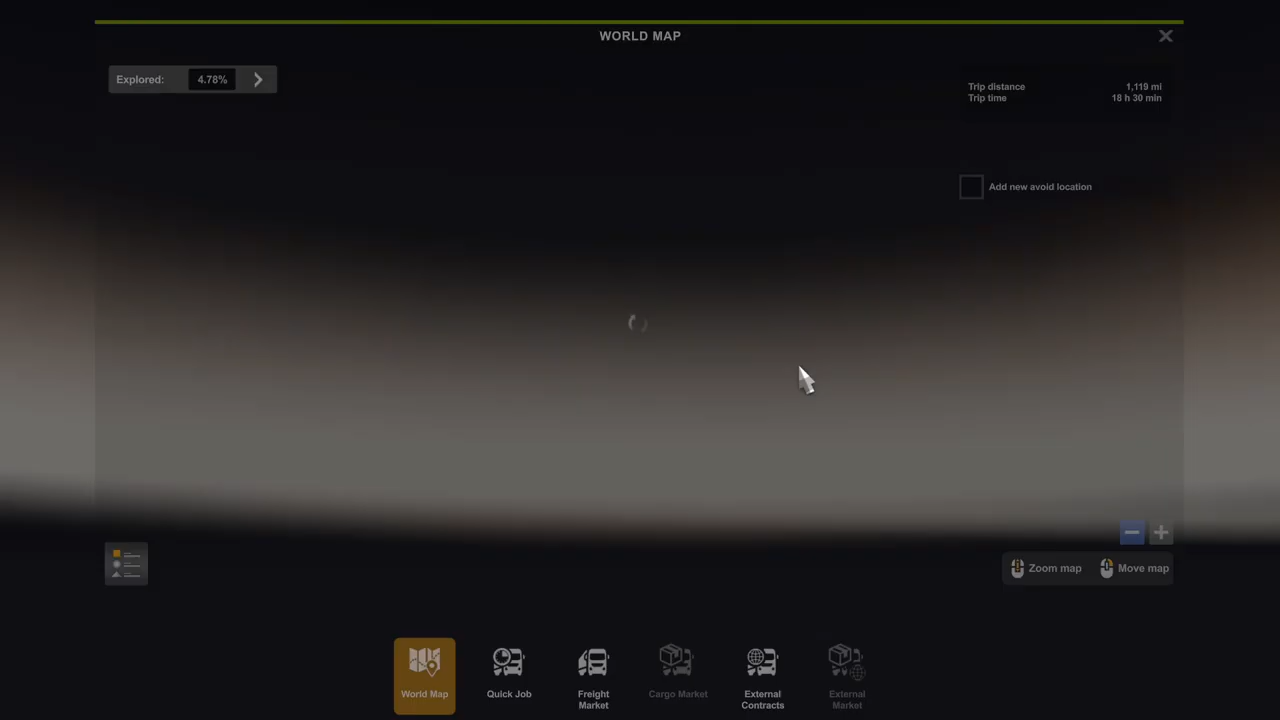 WORLD MAP
Explored: 4.78%
Trip distance 1,119 mi
Trip time 18 h 30 min
Add new avoid location
Zoom map Move map
World Map
Quick Job
Freight
Market
Cargo Market
External
Contracts
External
Market